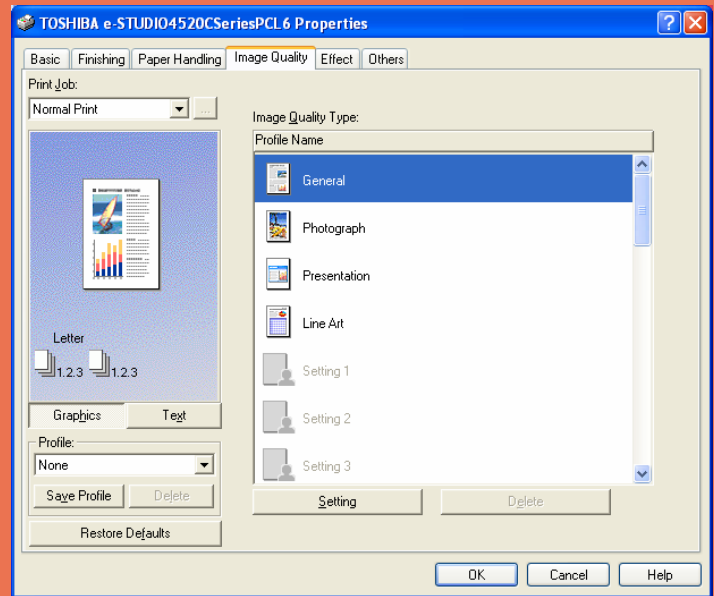 TOSHIBA e-STUDIO4520CSeriesPCL6 Properties
Basic Finishing Paper Handling Image Quality Effect Others
Print Job:
Normal Print ...
Image Quality Type:
Profile Name
General
Photograph
Presentation
Line Art
Setting 1
Setting 2
Setting 3
Letter
1.2.3 1.2.3
Graphics Text
Profile:
None
Save Profile Delete
Restore Defaults
Setting Delete
OK Cancel Help